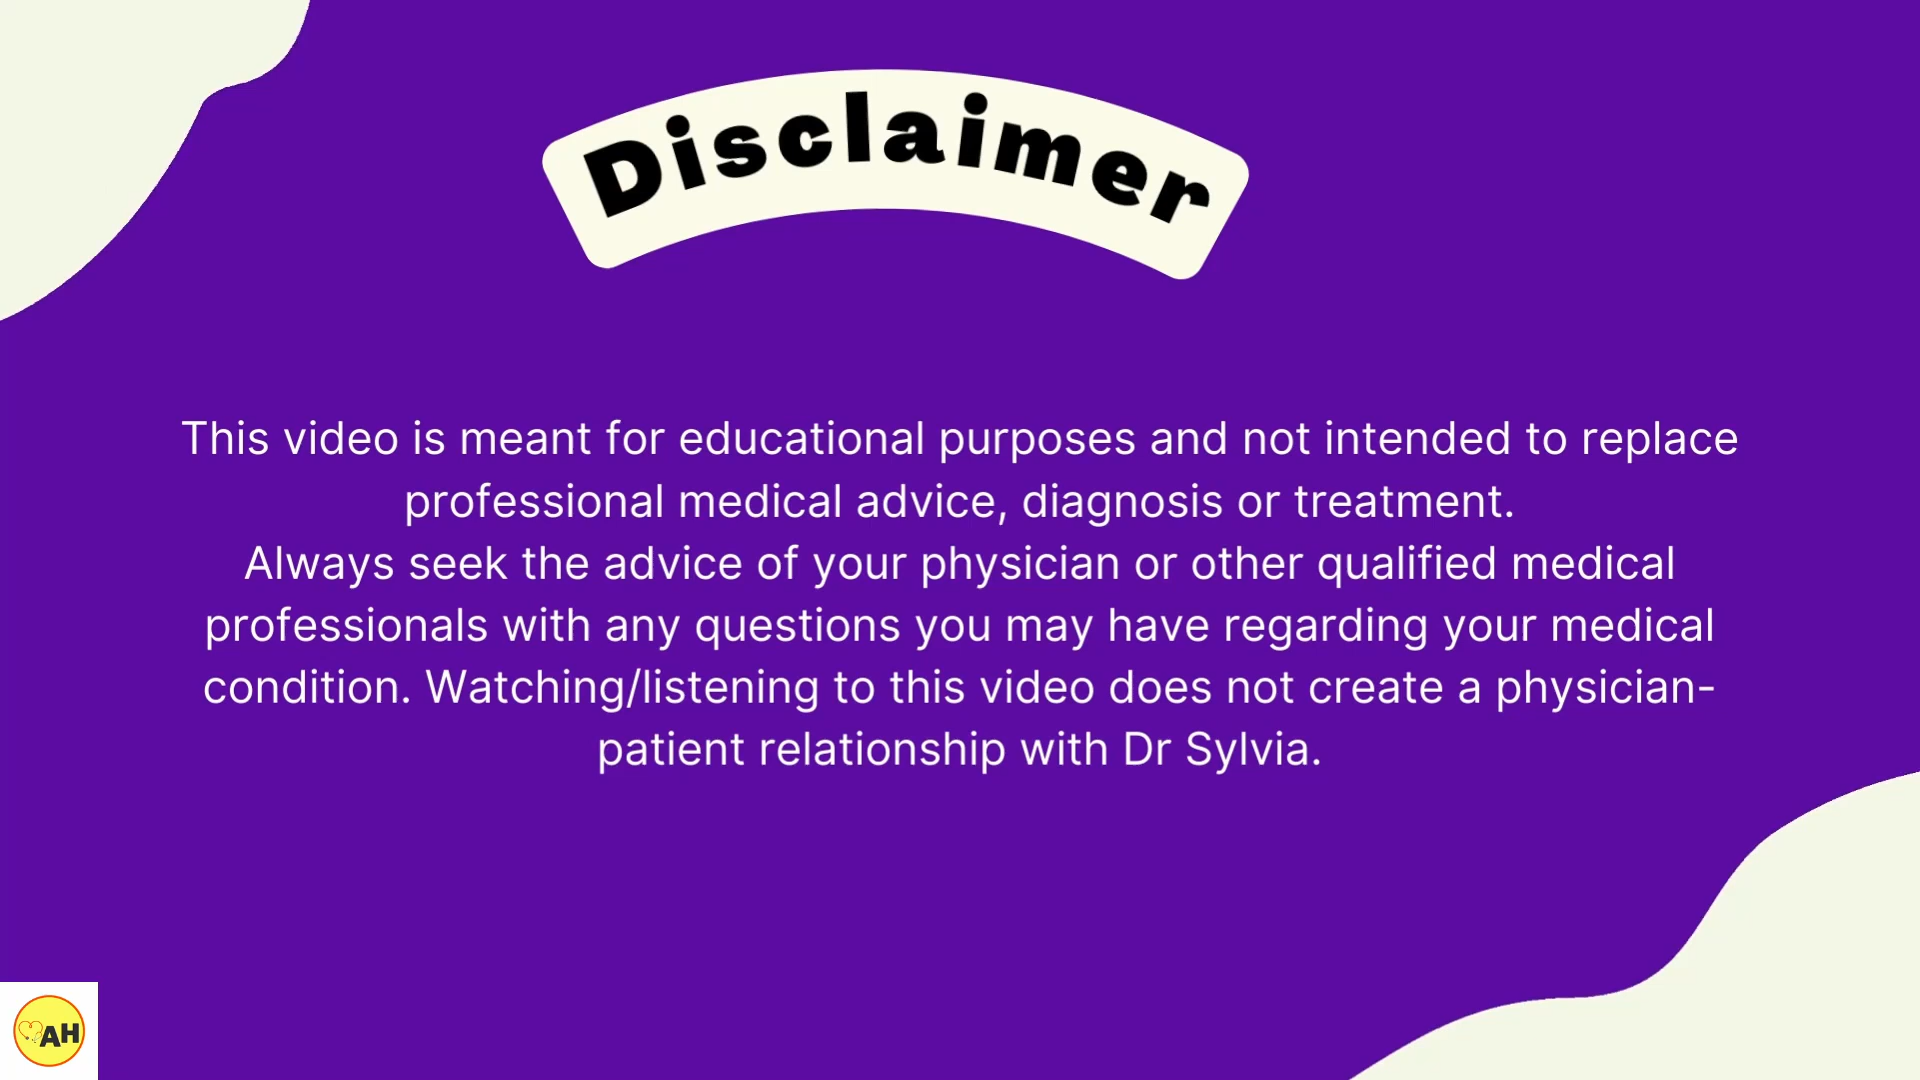 Disclaimer
This video is meant for educational purposes and not intended to replace
professional medical advice, diagnosis or treatment.
Always seek the advice of your physician or other qualified medical
professionals with any questions you may have regarding your medical
condition. Watching/listening to this video does not create a physician-
patient relationship with Dr Sylvia.
AH